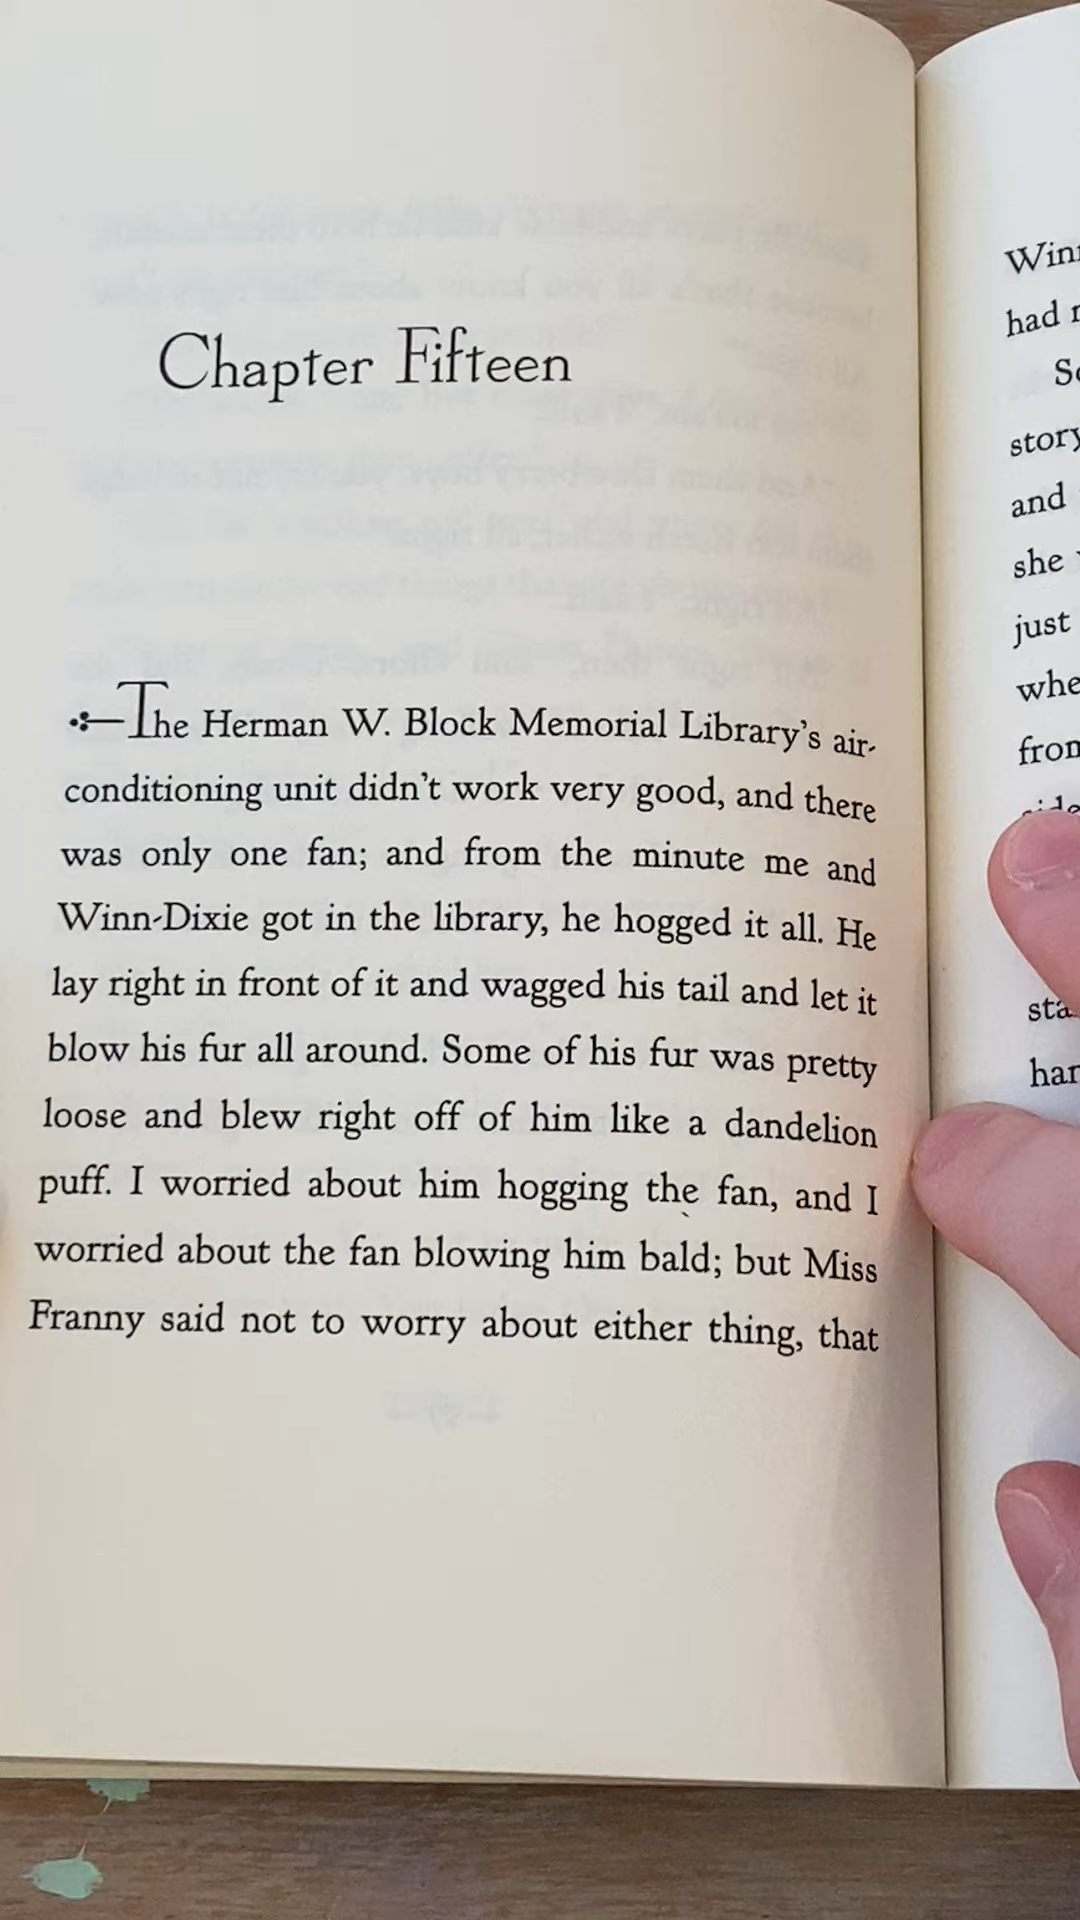 Chapter Fifteen
The Herman W. Block Memorial Library's air-
conditioning unit didn't work very good, and there
was only one fan; and from the minute me and
Winn-Dixie got in the library, he hogged it all. He
lay right in front of it and wagged his tail and let it
blow his fur all around. Some of his fur was pretty
loose and blew right off of him like a dandelion
puff. I worried about him hogging the fan, and I
worried about the fan blowing him bald; but Miss
Franny said not to worry about either thing, that
had
story
and
she
just